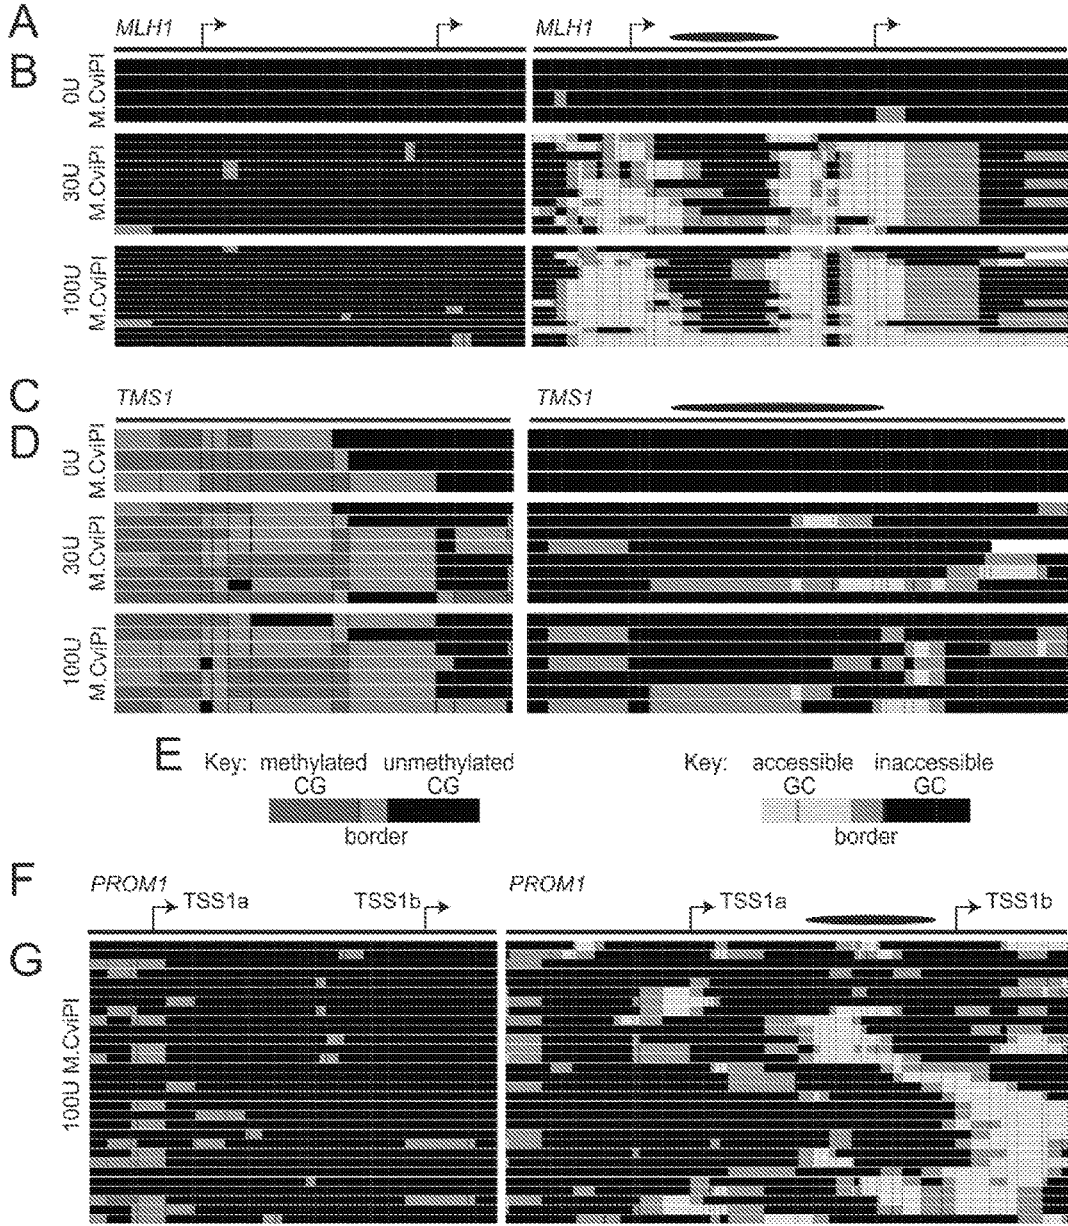 A
MLH1 MLH1
B
0U
M.CviPI
30U
M.CviPI
100U
M.CviPI
C
TMS1 TMS1
D
0U
M.CviPI
30U
M.CviPI
100U
M.CviPI
E
Key: methylated CG unmethylated CG
border
Key: accessible GC inaccessible GC
border
F
PROM1 TSS1a TSS1b
PROM1 TSS1a TSS1b
G
100U M.CviPI